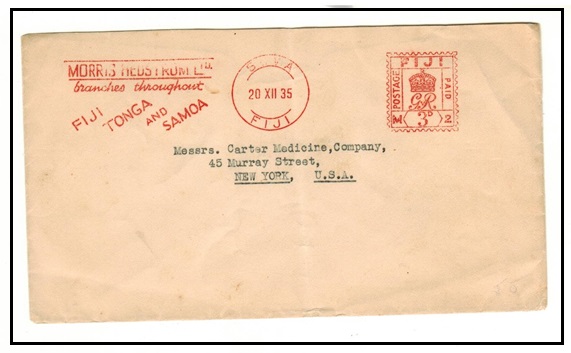 MORRIS HEDSTROM LTD.
branches throughout
FIJI TONGA AND SAMOA
SUVA
20 XII 35
FIJI
FIJI
POSTAGE
PAID
GR
3D
2
Messrs. Carter Medicine,Company,
45 Murray Street,
NEW YORK, U.S.A.